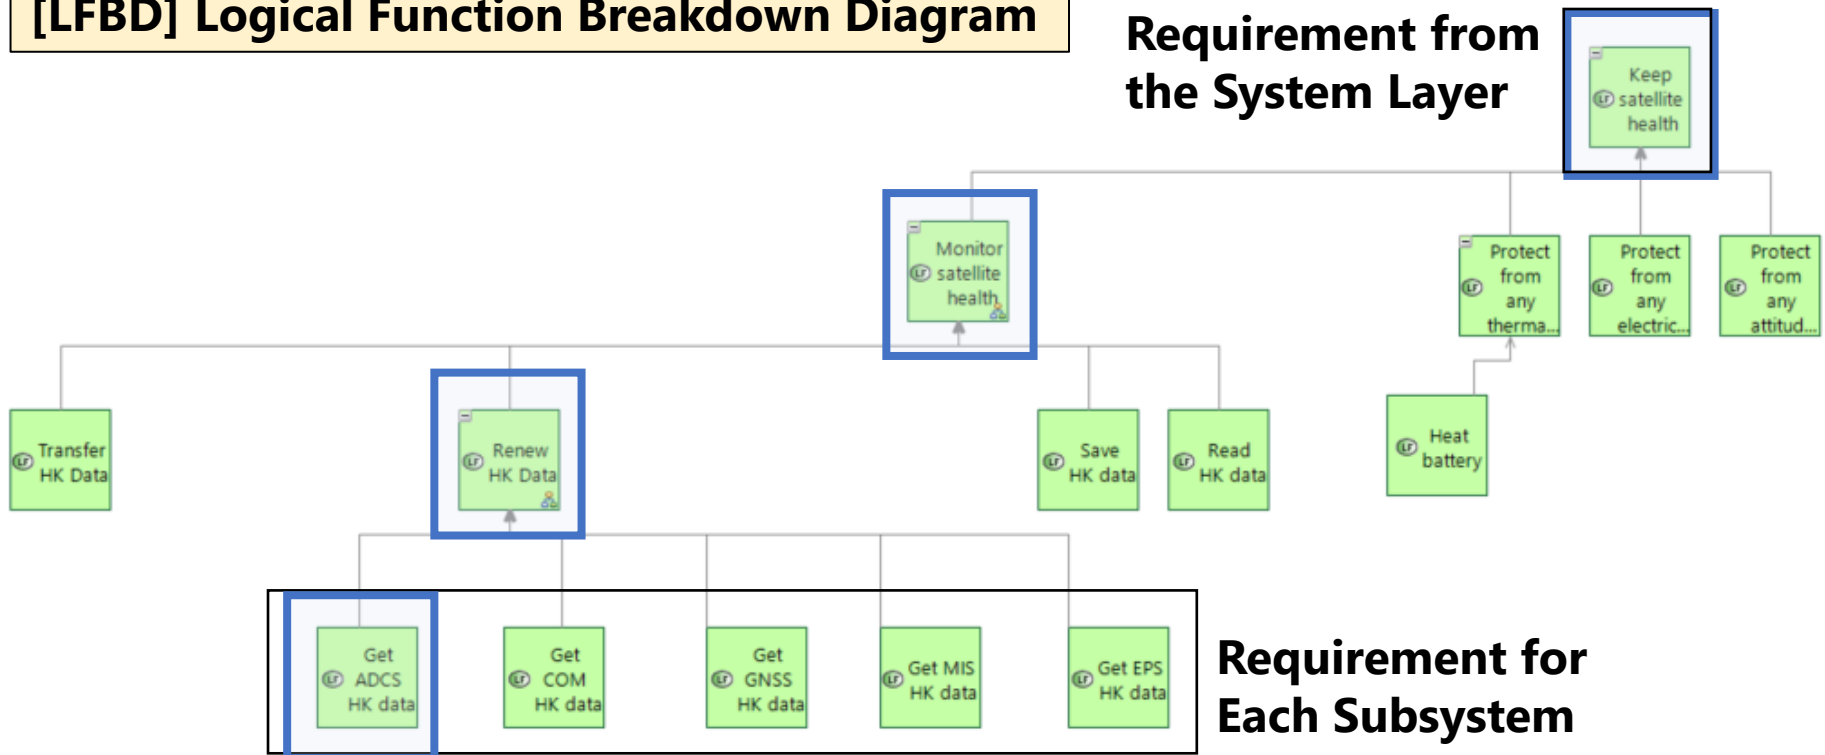 [LFBD] Logical Function Breakdown Diagram
Requirement from
the System Layer
Keep
satellite
health
Monitor
satellite
health
Protect
from
any
therma...
Protect
from
any
electric...
Protect
from
any
attitud...
Transfer
HK Data
Renew
HK Data
Save
HK data
Read
HK data
Heat
battery
Get
ADCS
HK data
Get
COM
HK data
Get
GNSS
HK data
Get MIS
HK data
Get EPS
HK data
Requirement for
Each Subsystem